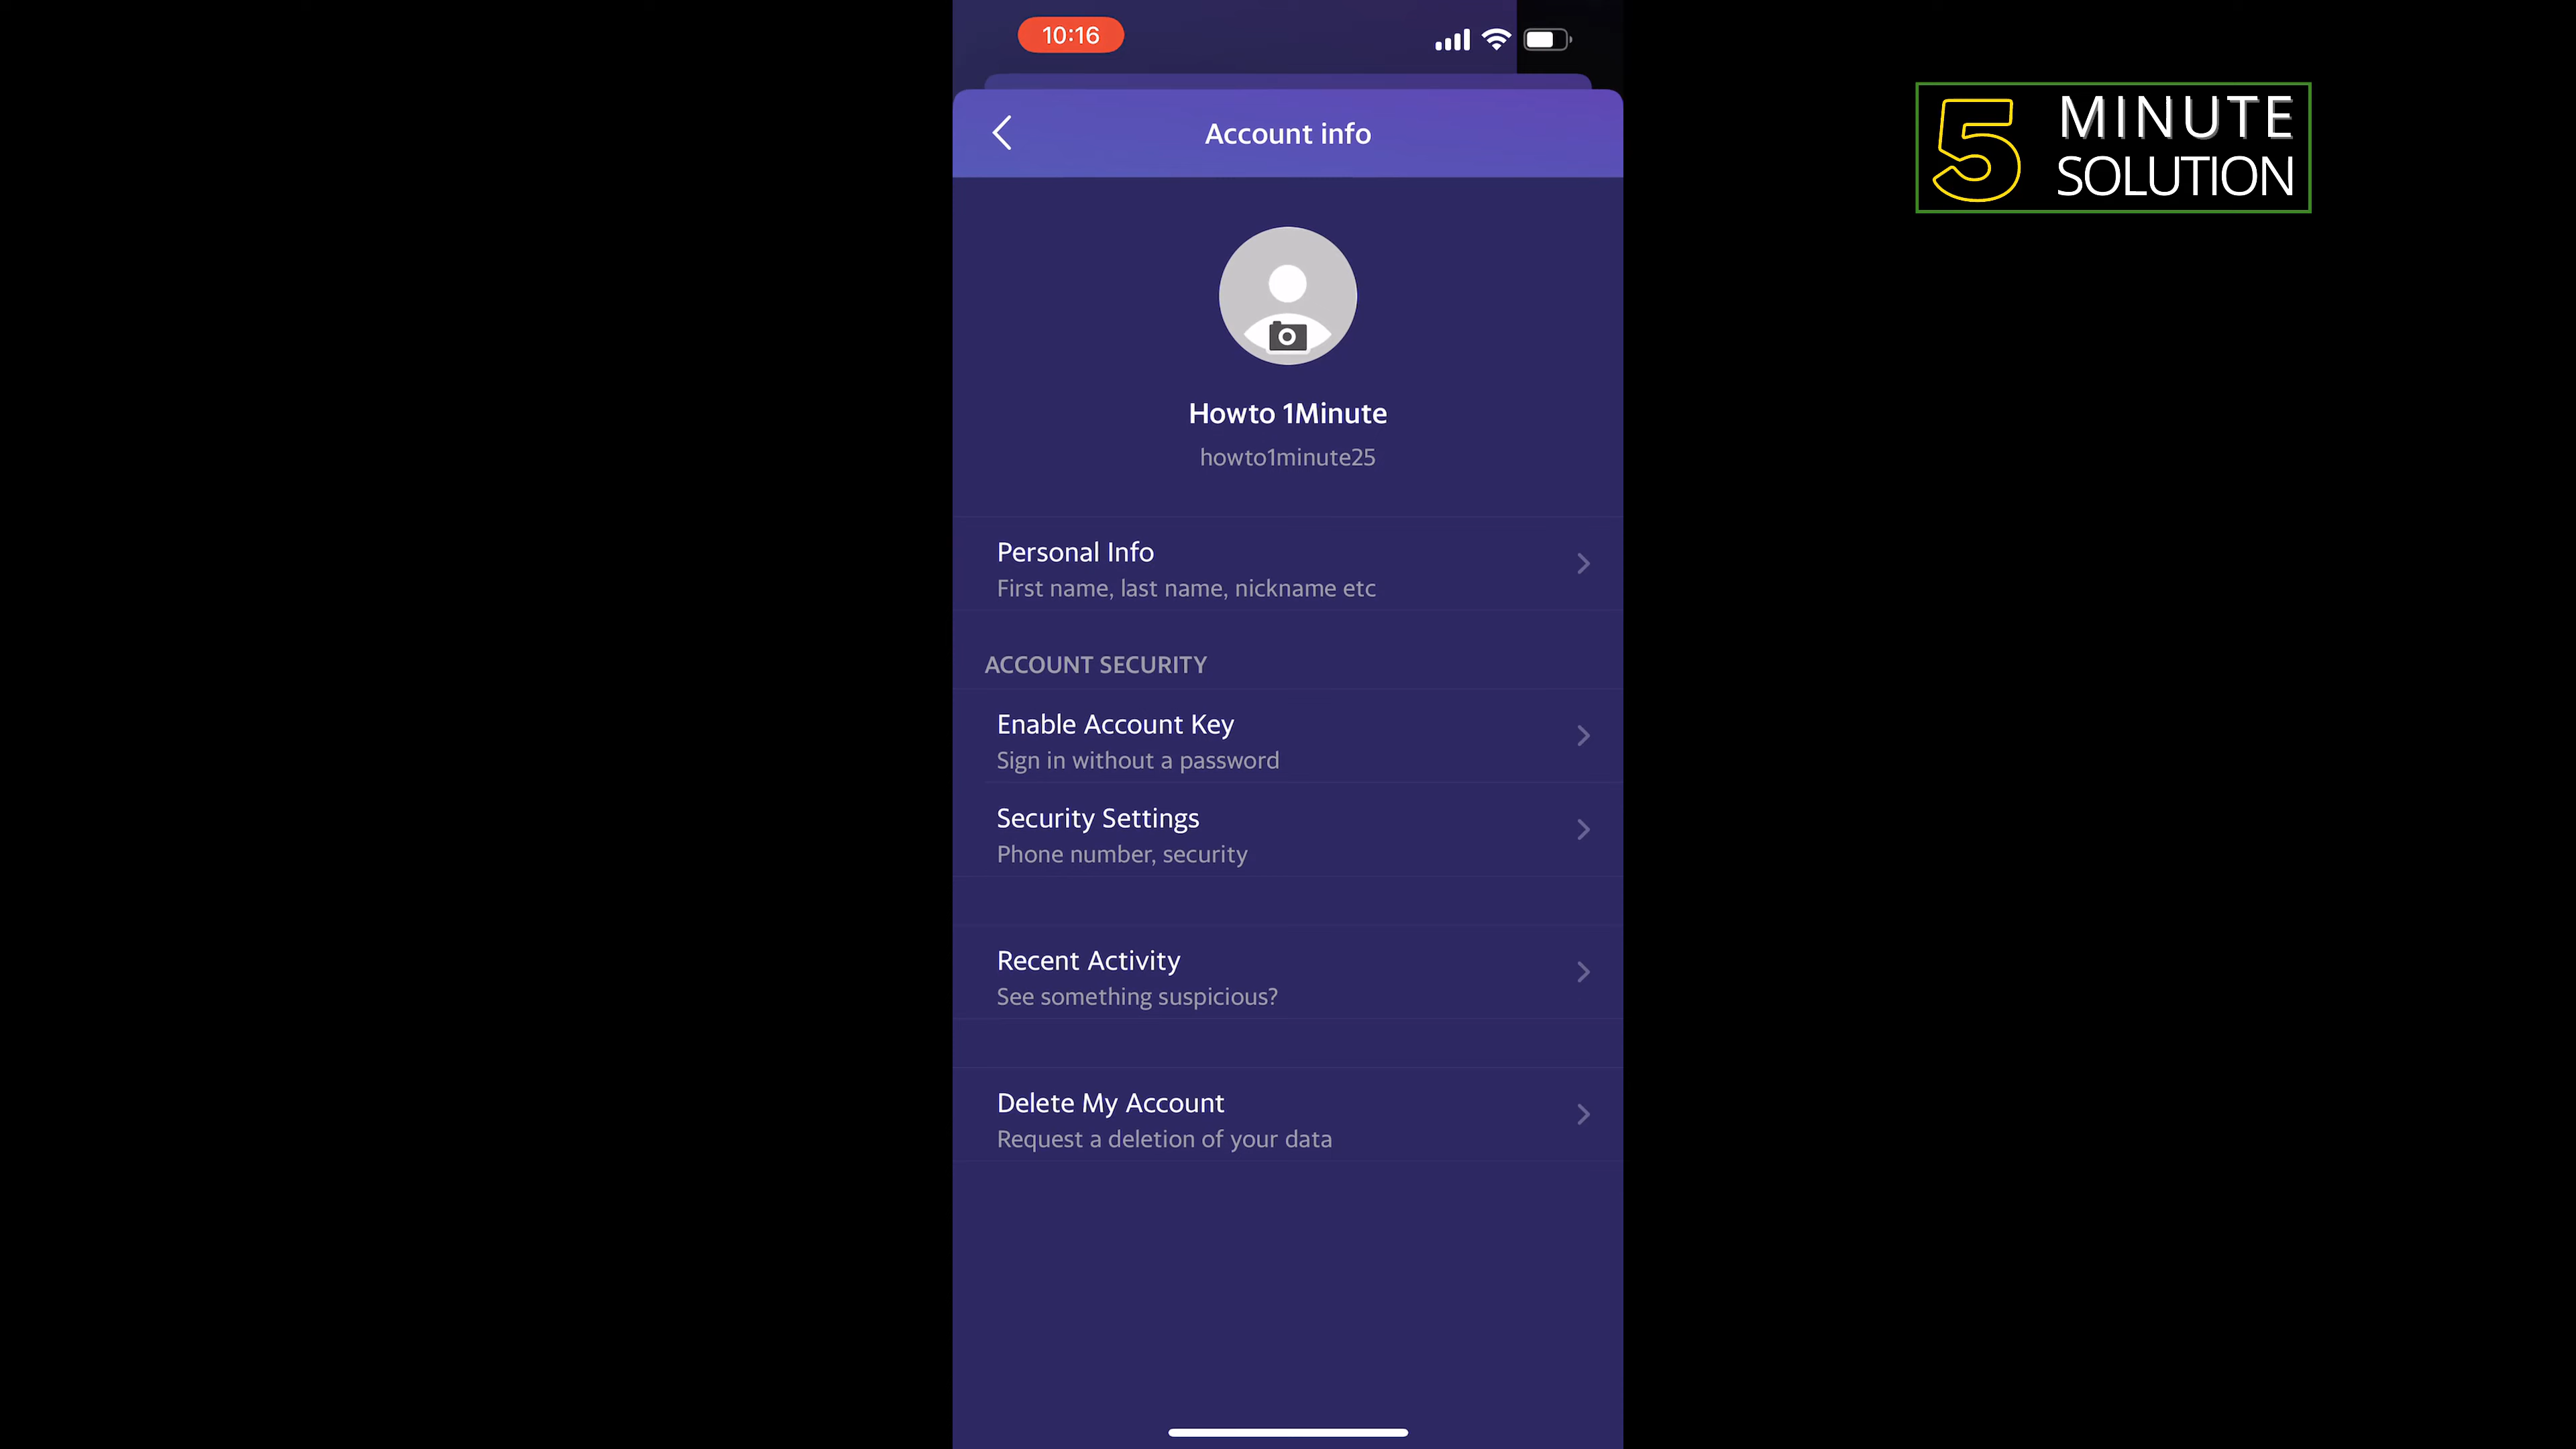 10:16
5 MINUTE
SOLUTION
Account info
Howto 1Minute
howto1minute25
Personal Info
First name, last name, nickname etc
ACCOUNT SECURITY
Enable Account Key
Sign in without a password
Security Settings
Phone number, security
Recent Activity
See something suspicious?
Delete My Account
Request a deletion of your data